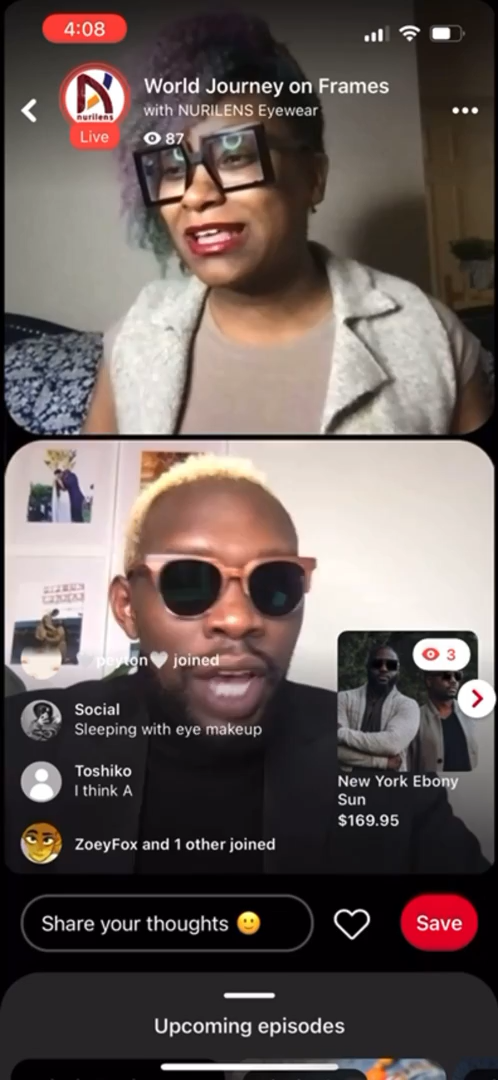 4:08
World Journey on Frames
nurilens
with NURILENS Eyewear
Live
87
peyton🤍 joined
3
Social
Sleeping with eye makeup
Toshiko
I think A
New York Ebony
Sun
$169.95
ZoeyFox and 1 other joined
Share your thoughts 🙂
Save
Upcoming episodes